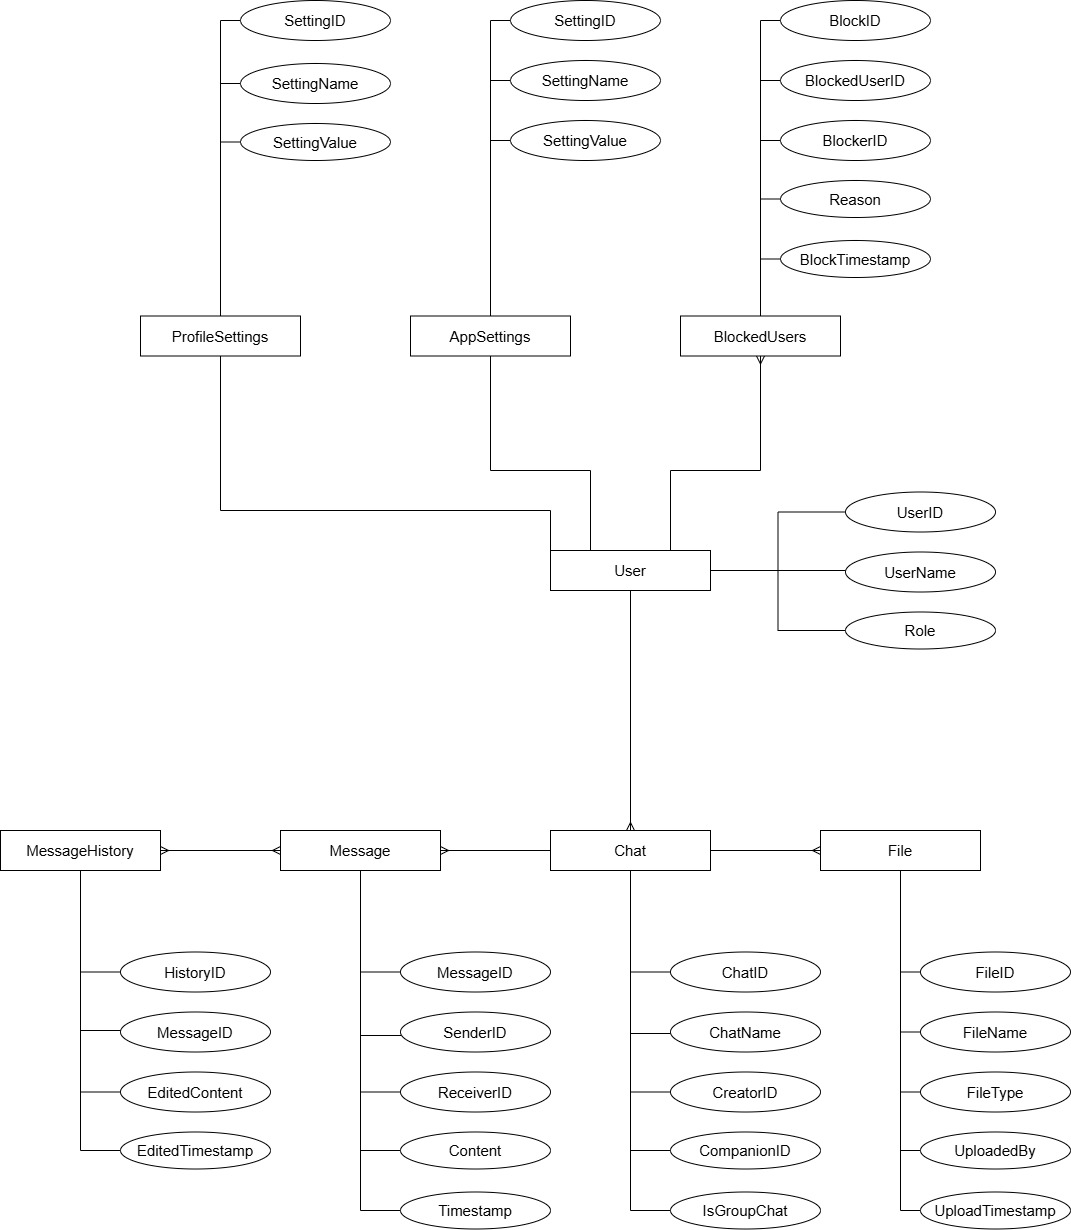 SettingID
SettingName
SettingValue
SettingID
SettingName
SettingValue
BlockID
BlockedUserID
BlockerID
Reason
BlockTimestamp
ProfileSettings
AppSettings
BlockedUsers
User
UserID
UserName
Role
MessageHistory
Message
Chat
File
HistoryID
MessageID
EditedContent
EditedTimestamp
MessageID
SenderID
ReceiverID
Content
Timestamp
ChatID
ChatName
CreatorID
CompanionID
IsGroupChat
FileID
FileName
FileType
UploadedBy
UploadTimestamp